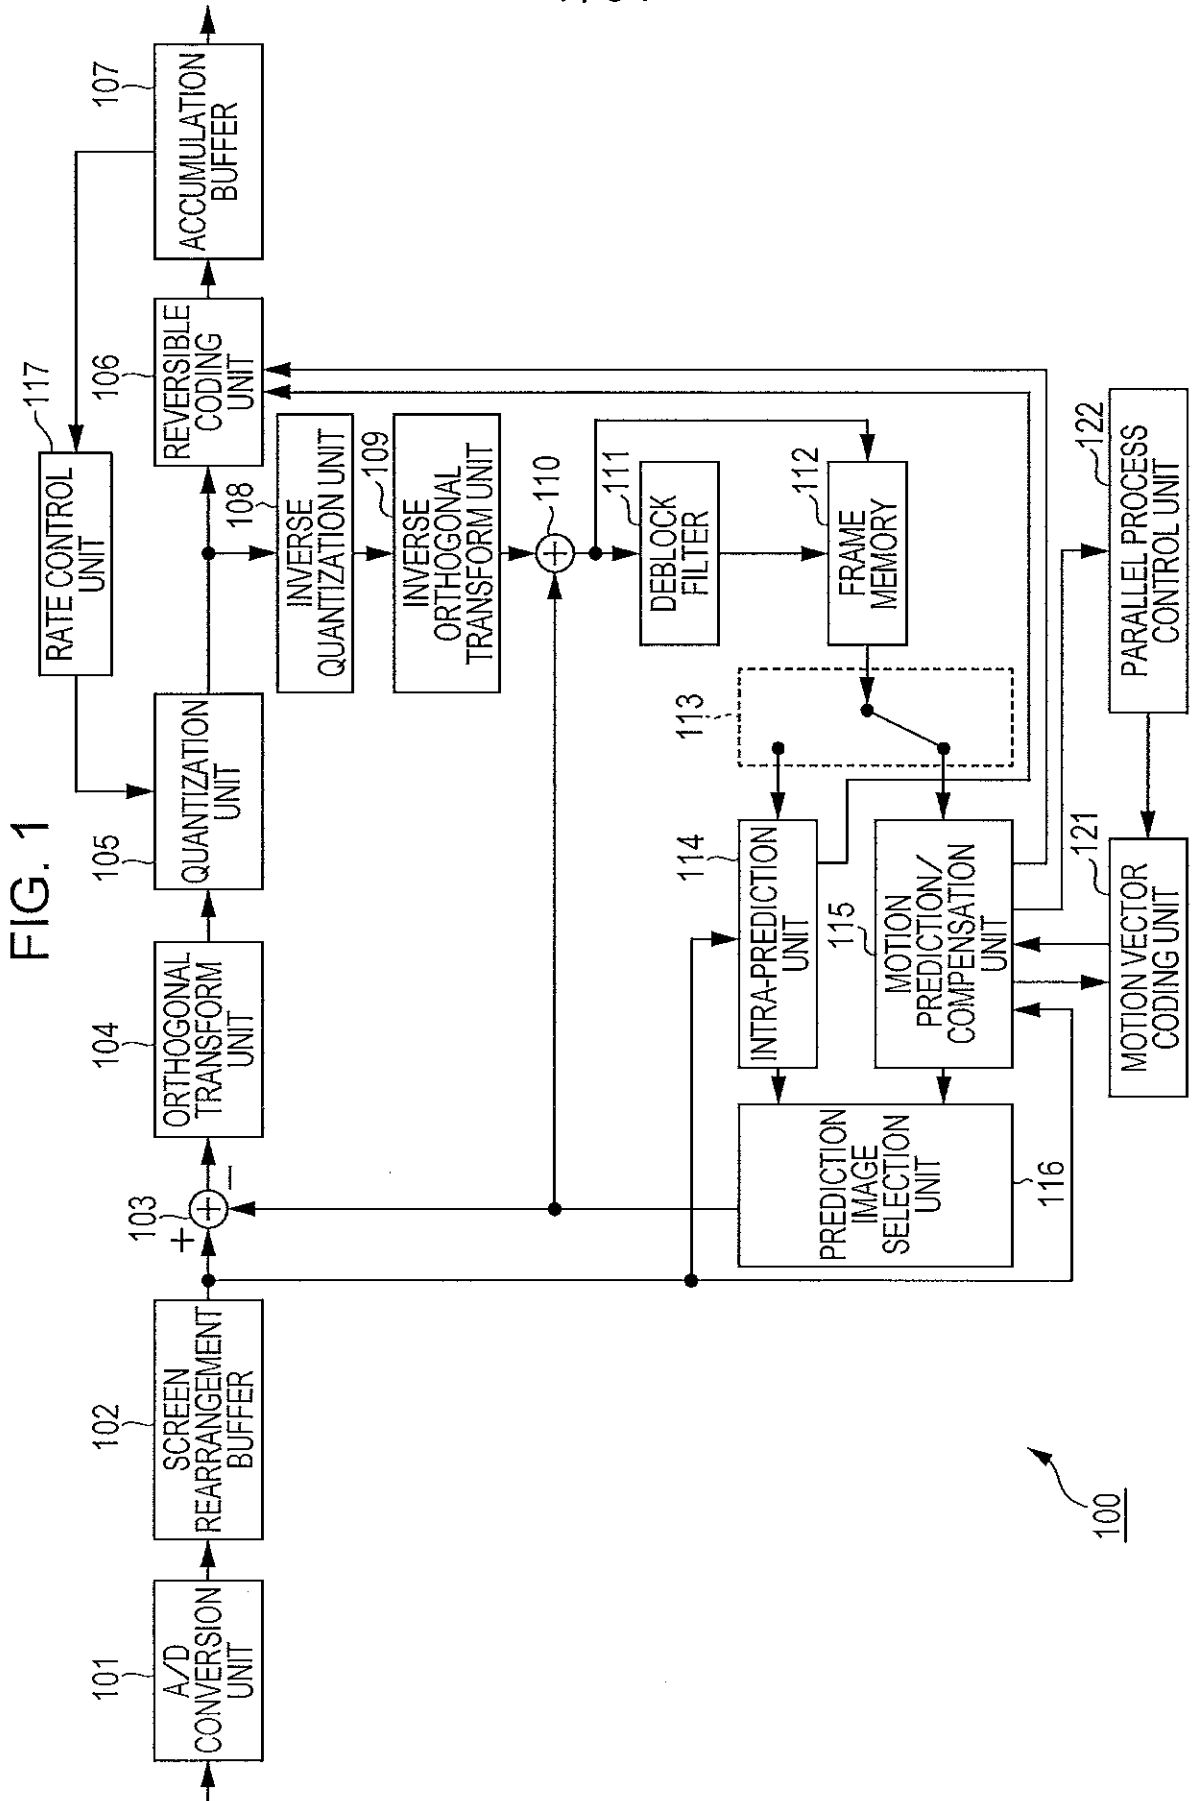 FIG. 1
117
RATE CONTROL
UNIT
101
A/D
CONVERSION
UNIT
102
SCREEN
REARRANGEMENT
BUFFER
103
+
−
104
ORTHOGONAL
TRANSFORM
UNIT
105
QUANTIZATION
UNIT
106
REVERSIBLE
CODING
UNIT
107
ACCUMULATION
BUFFER
108
INVERSE
QUANTIZATION UNIT
109
INVERSE
ORTHOGONAL
TRANSFORM UNIT
110
111
DEBLOCK
FILTER
112
FRAME
MEMORY
113
114
INTRA-PREDICTION
UNIT
115
MOTION
PREDICTION/
COMPENSATION
UNIT
PREDICTION
IMAGE
SELECTION
UNIT
116
121
MOTION VECTOR
CODING UNIT
122
PARALLEL PROCESS
CONTROL UNIT
100